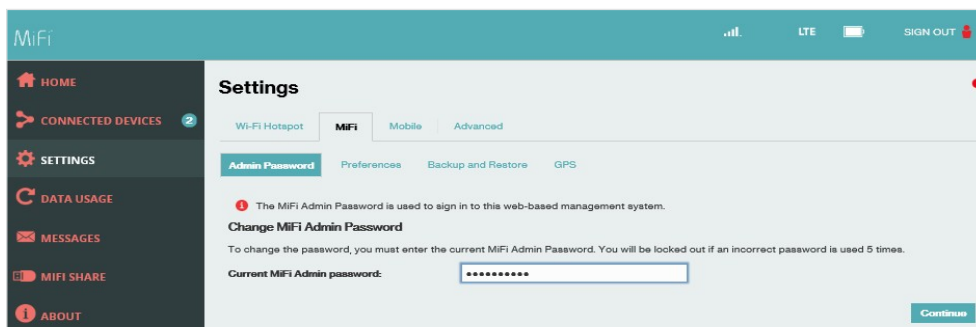 MiFi
LTE
SIGN OUT
HOME
CONNECTED DEVICES 2
SETTINGS
DATA USAGE
MESSAGES
MIFI SHARE
ABOUT
Settings
Wi-Fi Hotspot MiFi Mobile Advanced
Admin Password Preferences Backup and Restore GPS
The MiFi Admin Password is used to sign in to this web-based management system.
Change MiFi Admin Password
To change the password, you must enter the current MiFi Admin Password. You will be locked out if an incorrect password is used 5 times.
Current MiFi Admin password: ••••••••••
Continue